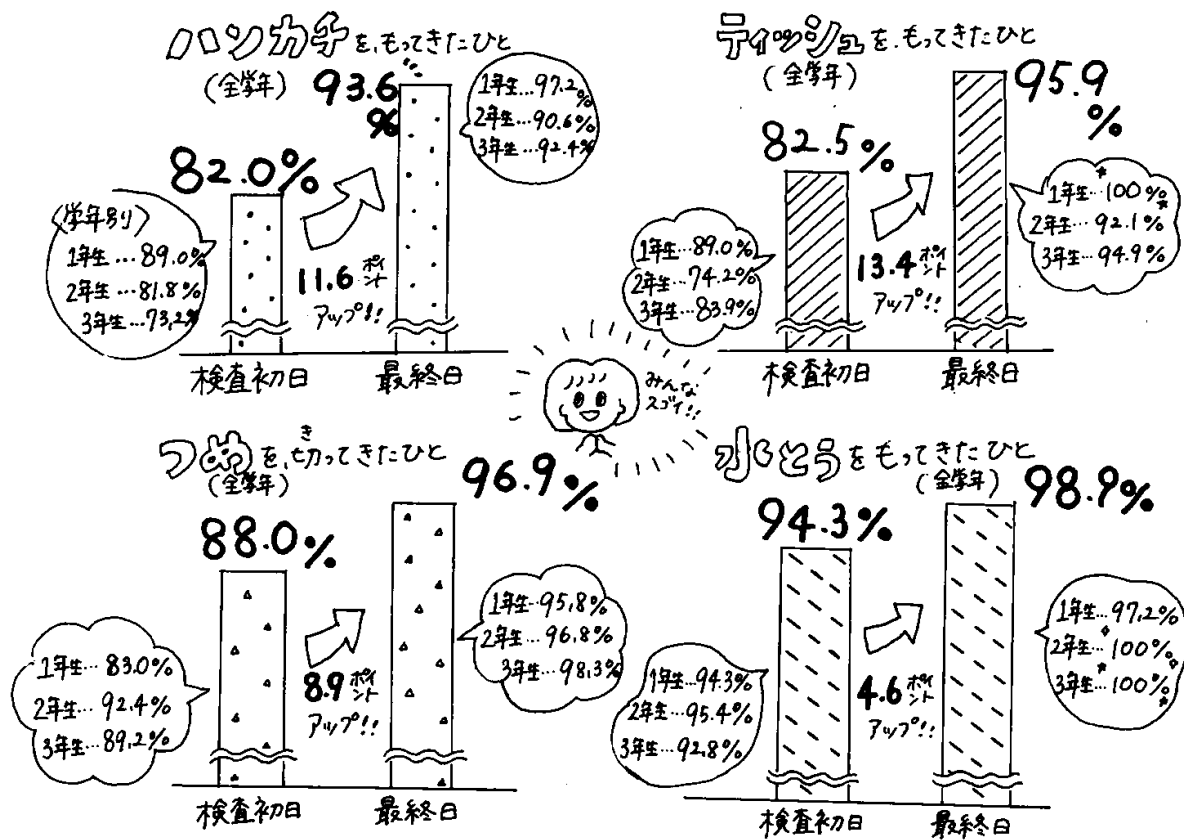 ハンカチを、もってきたひと
(全学年)
93.6%
82.0%
1年生…97.2%
2年生…90.6%
3年生…92.4%
〈学年別〉
1年生…89.0%
2年生…81.8%
3年生…73.2%
11.6ポイント
アップ!!
検査初日
最終日
ティッシュを、もってきたひと
(全学年)
95.9%
82.5%
1年生…100%
2年生…92.1%
3年生…94.9%
1年生…89.0%
2年生…74.2%
3年生…83.9%
13.4ポイント
アップ!!
検査初日
最終日
みんな
スゴイ!!
つめを、切ってきたひと
き
(全学年)
96.9%
88.0%
1年生…95.8%
2年生…96.8%
3年生…98.3%
1年生…83.0%
2年生…92.4%
3年生…89.2%
8.9ポイント
アップ!!
検査初日
最終日
水とうをもってきたひと
(全学年)
98.9%
94.3%
1年生…97.2%
2年生…100%
3年生…100%
1年生…94.3%
2年生…95.4%
3年生…92.8%
4.6ポイント
アップ!!
検査初日
最終日